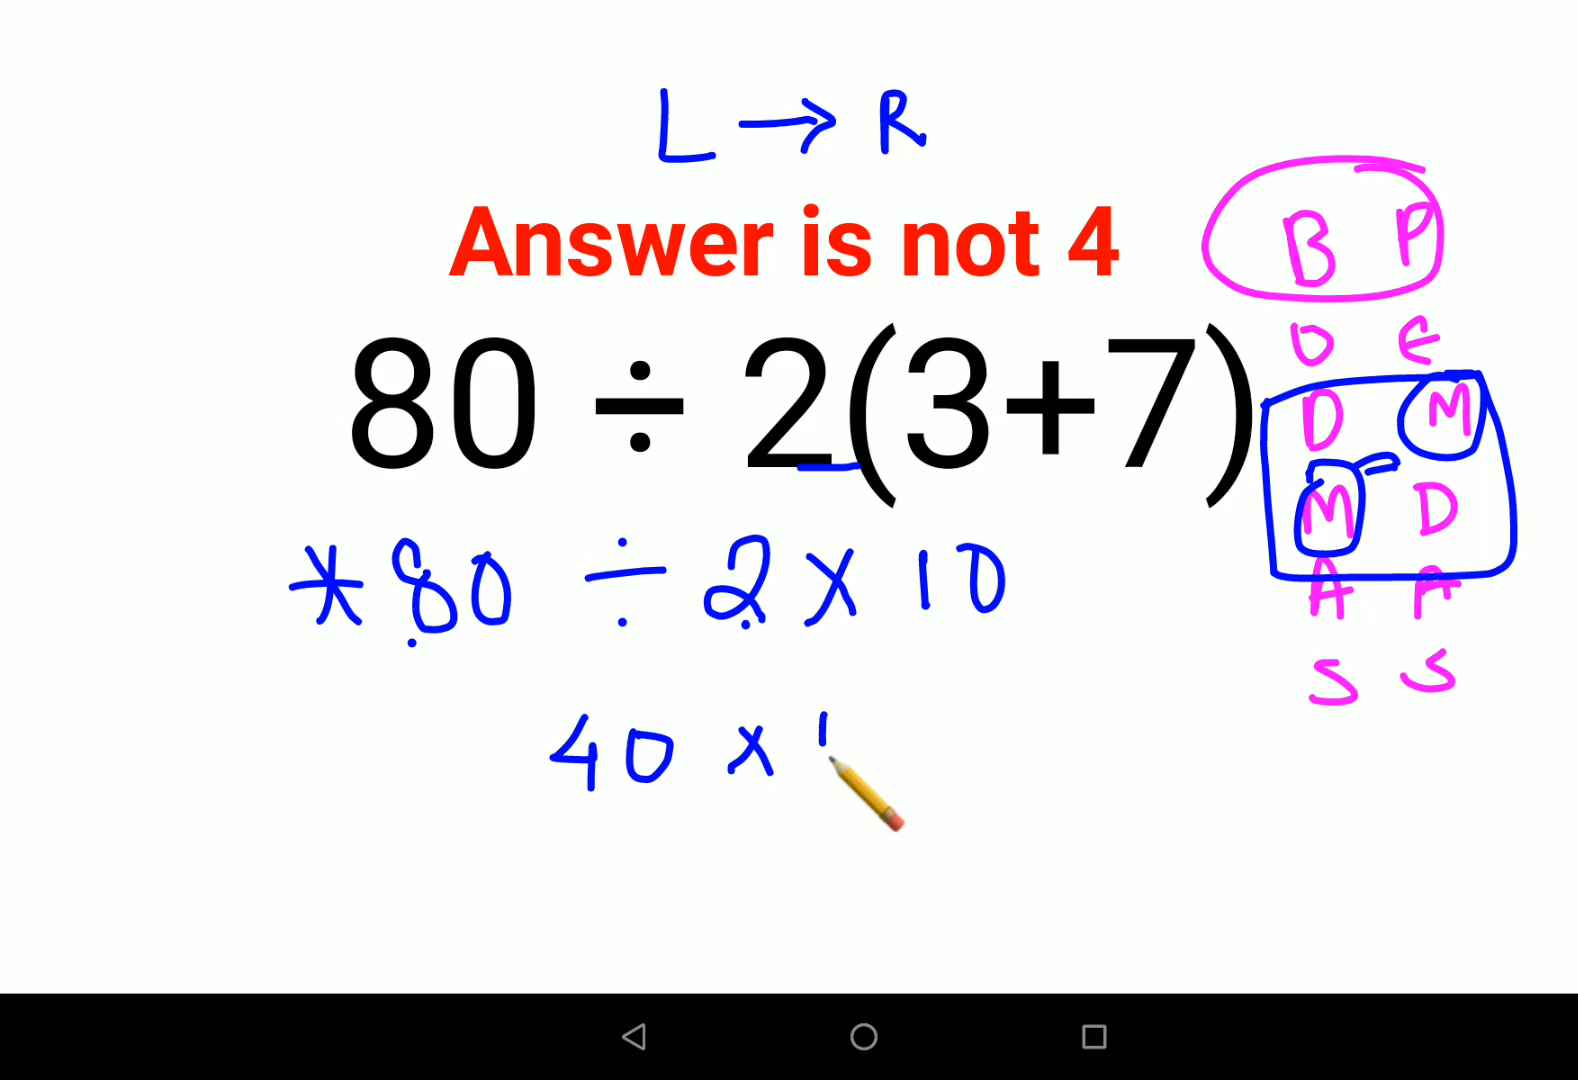 L → R
Answer is not 4
80 ÷ 2(3+7)
*80 ÷ 2 × 10
40 × 1
B P
O E
D M
M D
A A
S S